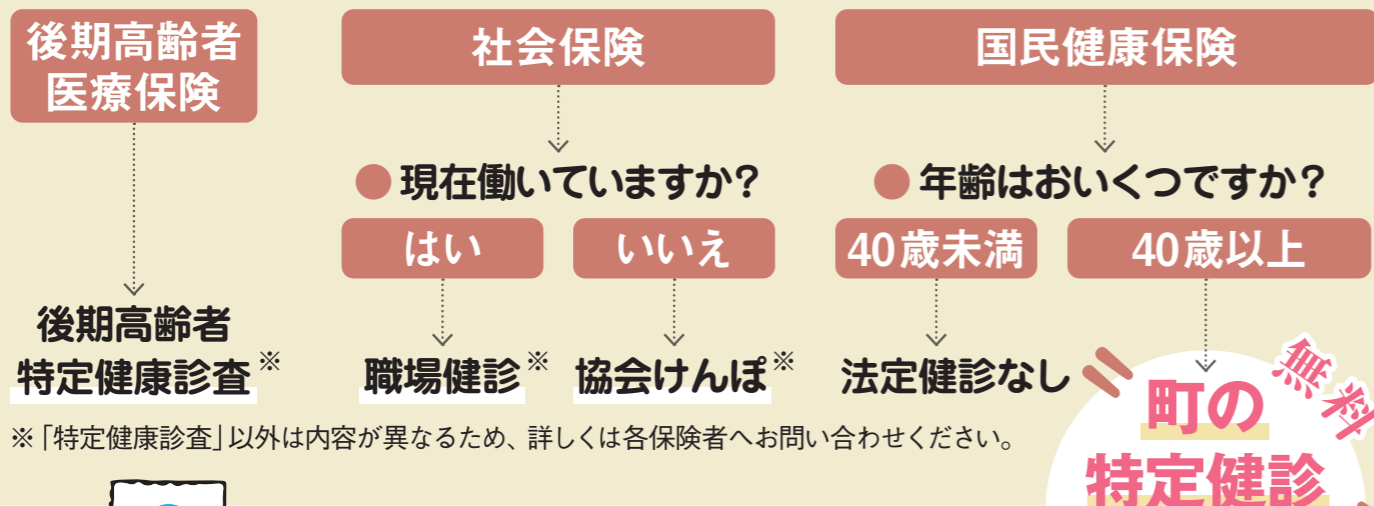 後期高齢者
医療保険
社会保険
国民健康保険
●現在働いていますか?
●年齢はおいくつですか?
はい
いいえ
40歳未満
40歳以上
後期高齢者
特定健康診査※
職場健診※
協会けんぽ※
法定健診なし
無料
町の
特定健診
※「特定健康診査」以外は内容が異なるため、詳しくは各保険者へお問い合わせください。